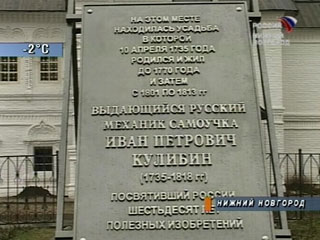 -2°C
НА ЭТОМ МЕСТЕ
НАХОДИЛАСЬ УСАДЬБА
В КОТОРОЙ
10 АПРЕЛЯ 1735 ГОДА
РОДИЛСЯ И ЖИЛ
ДО 1770 ГОДА
И ЗАТЕМ
С 1801 ПО 1813 гг
ВЫДАЮЩИЙСЯ РУССКИЙ
МЕХАНИК САМОУЧКА
ИВАН ПЕТРОВИЧ
КУЛИБИН
(1735-1818 гг)
ПОСВЯТИВШИЙ РОССИИ
ШЕСТЬДЕСЯТ ЛЕТ
ПОЛЕЗНЫХ ИЗОБРЕТЕНИЙ
НИЖНИЙ НОВГОРОД